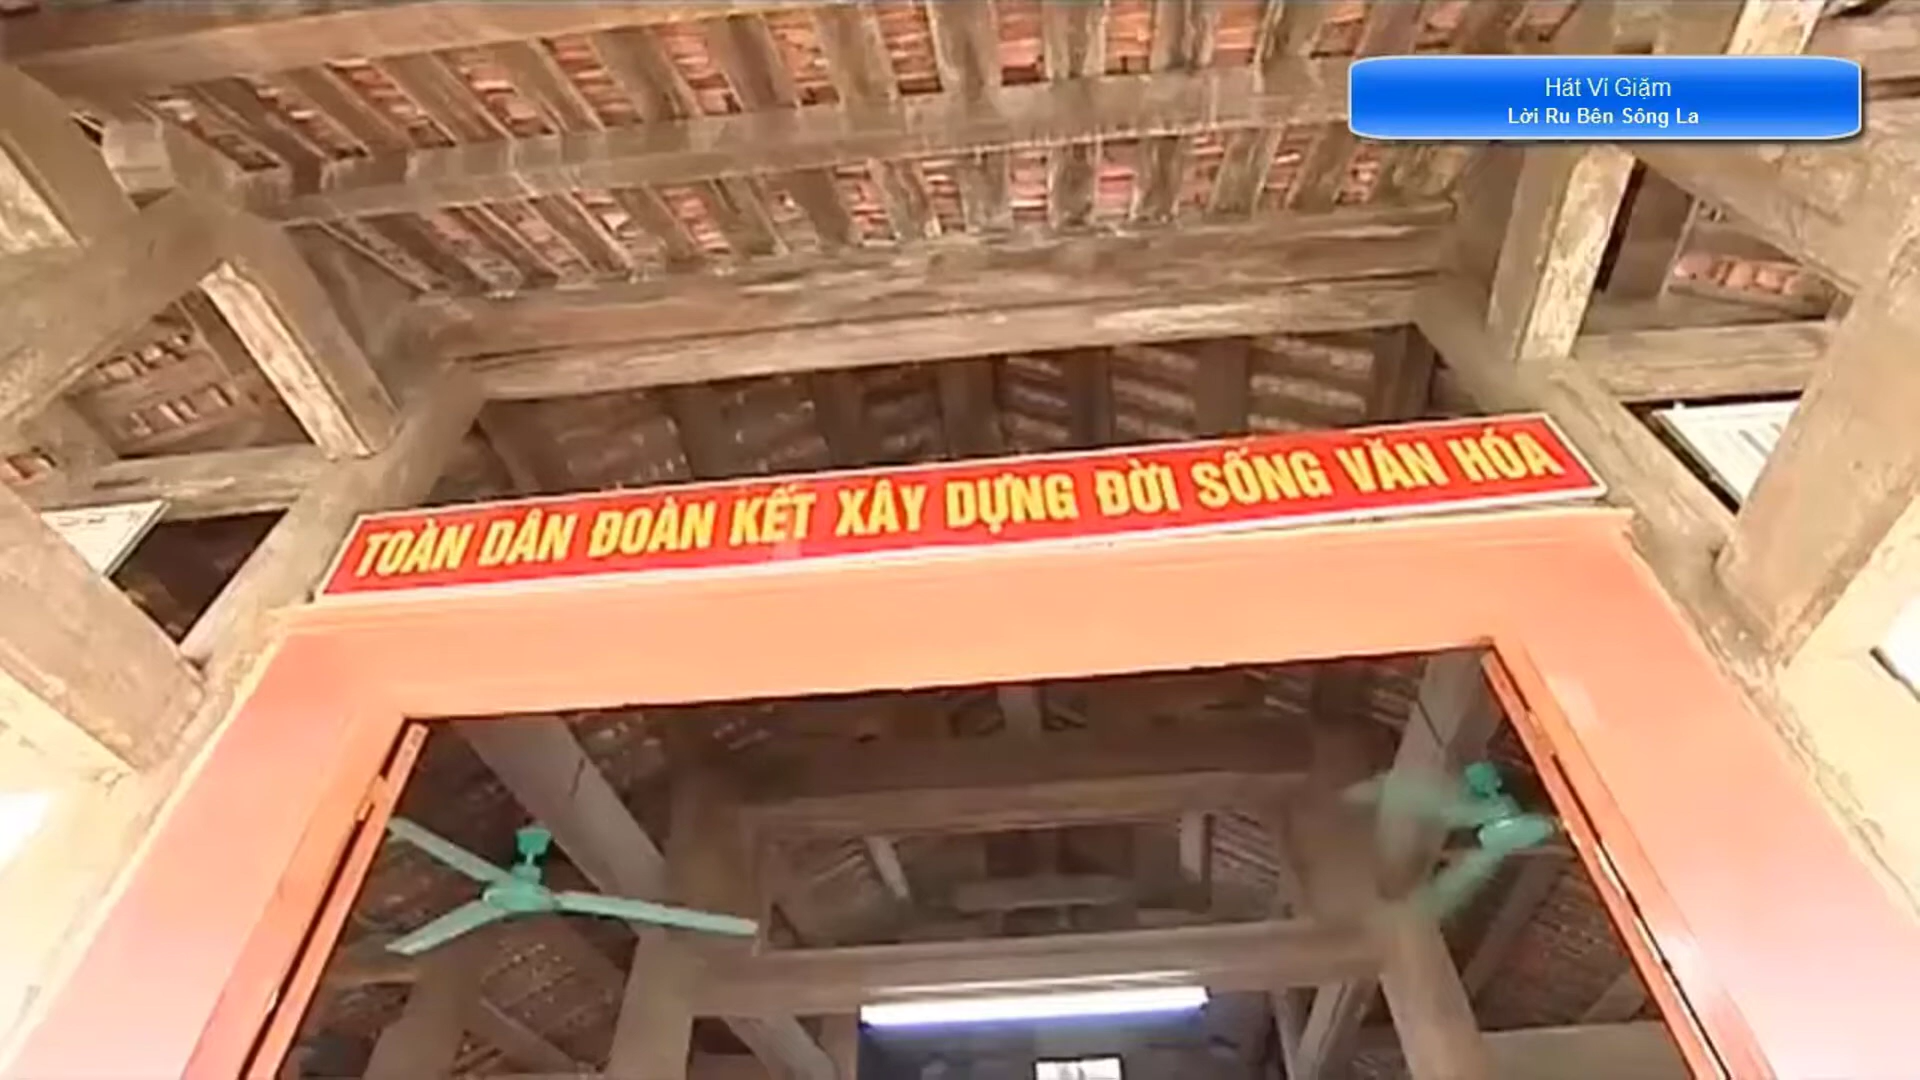 Hát Ví Giặm
Lời Ru Bên Sông La
TOÀN DÂN ĐOÀN KẾT XÂY DỰNG ĐỜI SỐNG VĂN HÓA